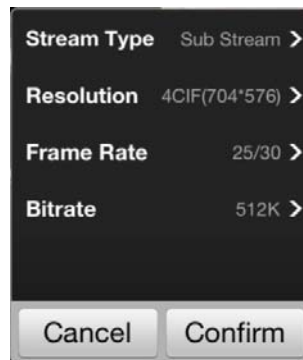 Stream Type Sub Stream >
Resolution 4CIF(704*576) >
Frame Rate 25/30 >
Bitrate 512K >
Cancel Confirm